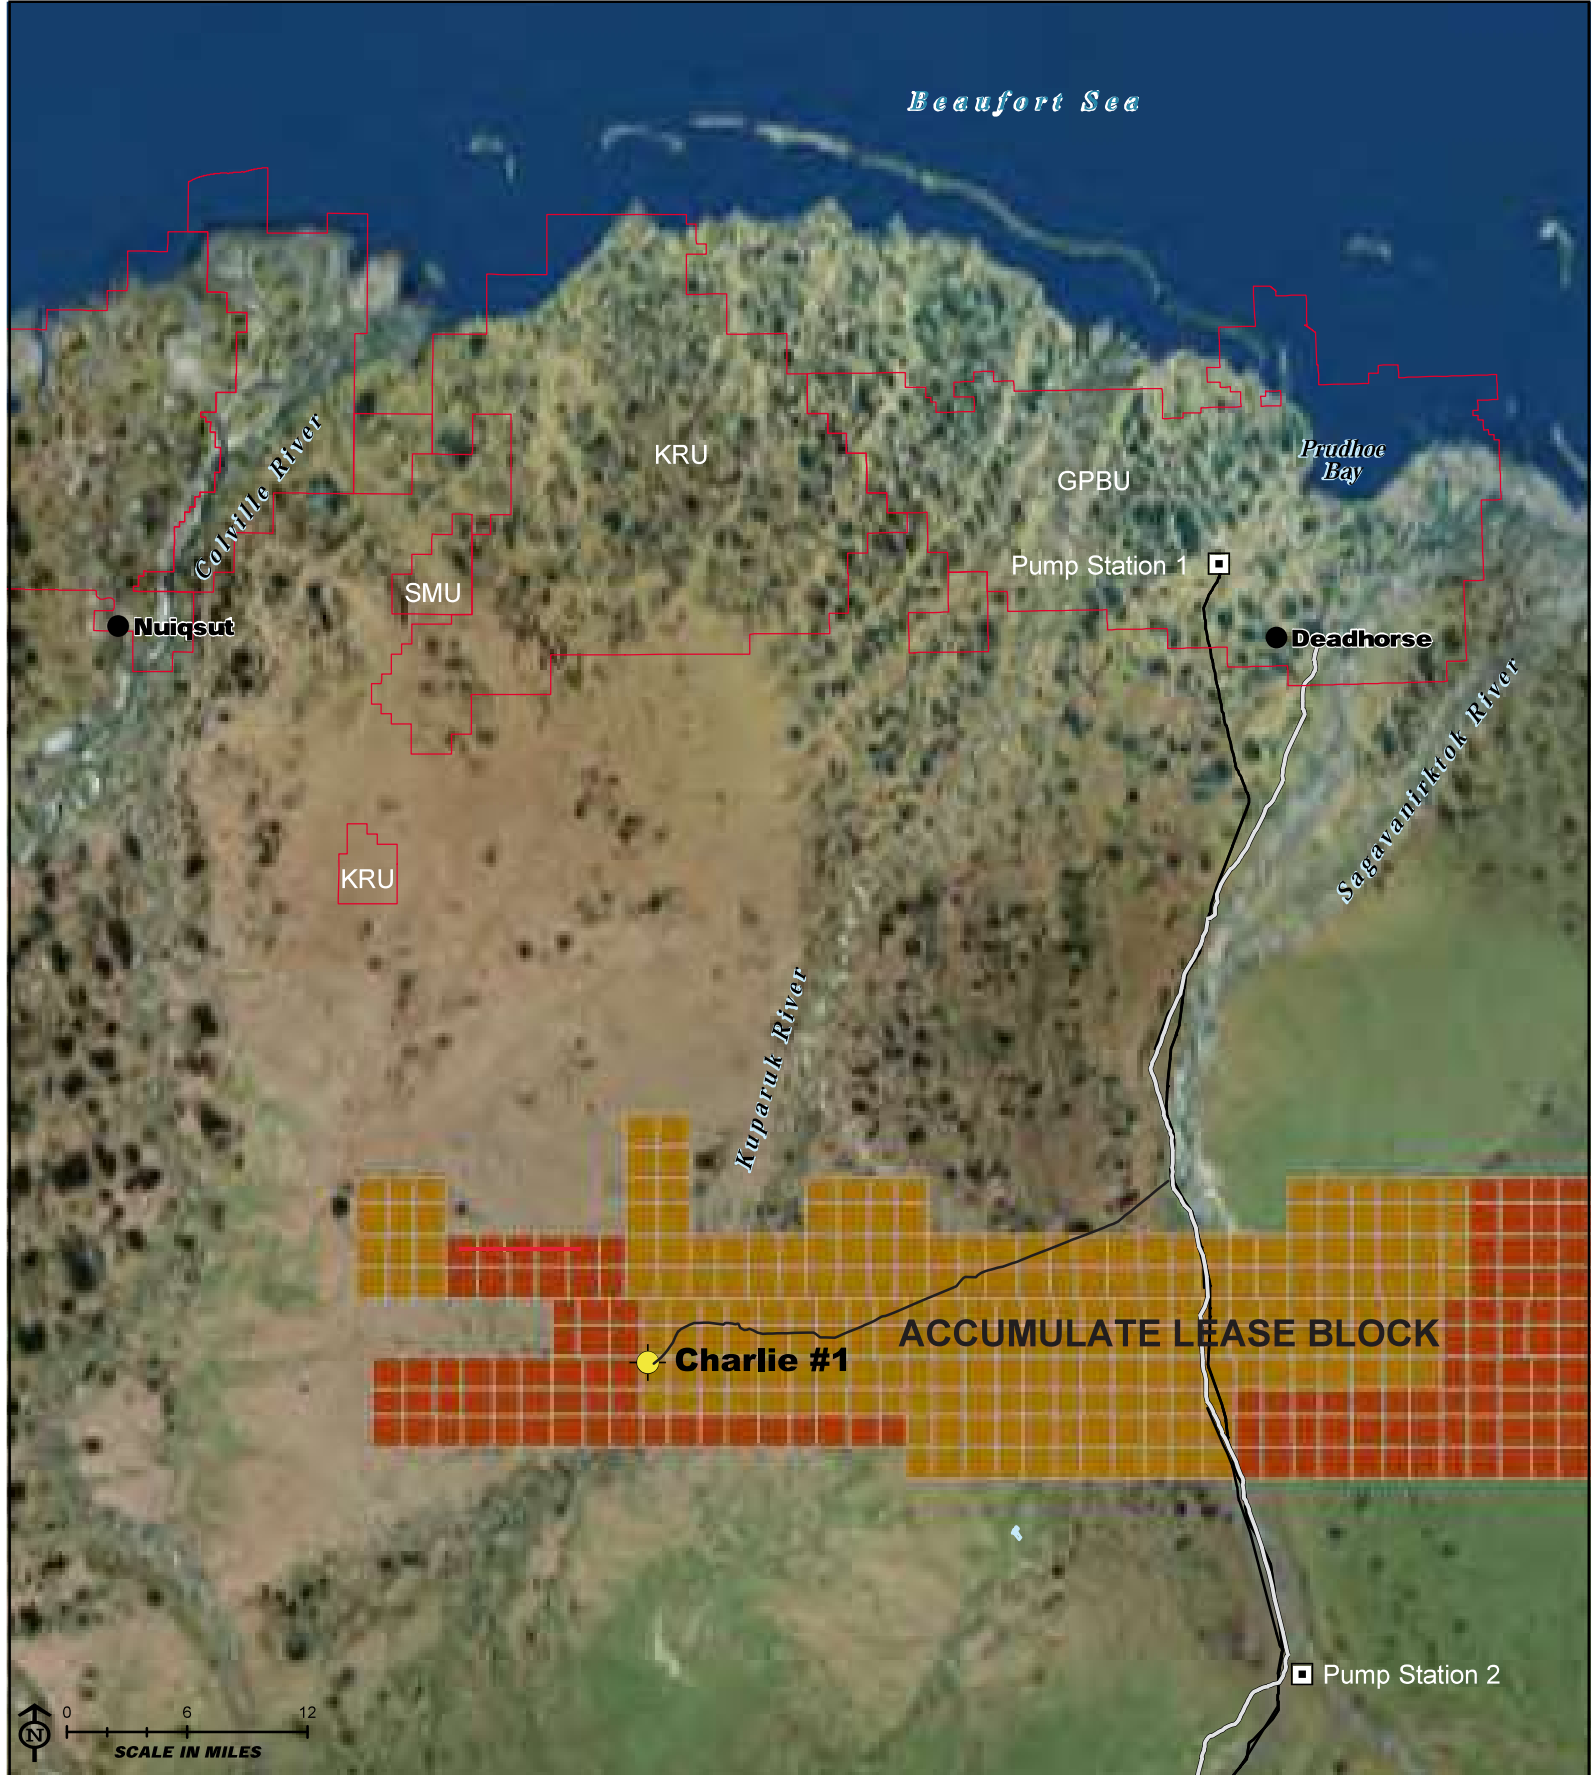 Beaufort Sea
Colville River
KRU
GPBU
Prudhoe
Bay
Pump Station 1
SMU
Nuiqsut
Deadhorse
Sagavanirktok River
KRU
Kuparuk River
ACCUMULATE LEASE BLOCK
Charlie #1
Pump Station 2
N
0 6 12
SCALE IN MILES